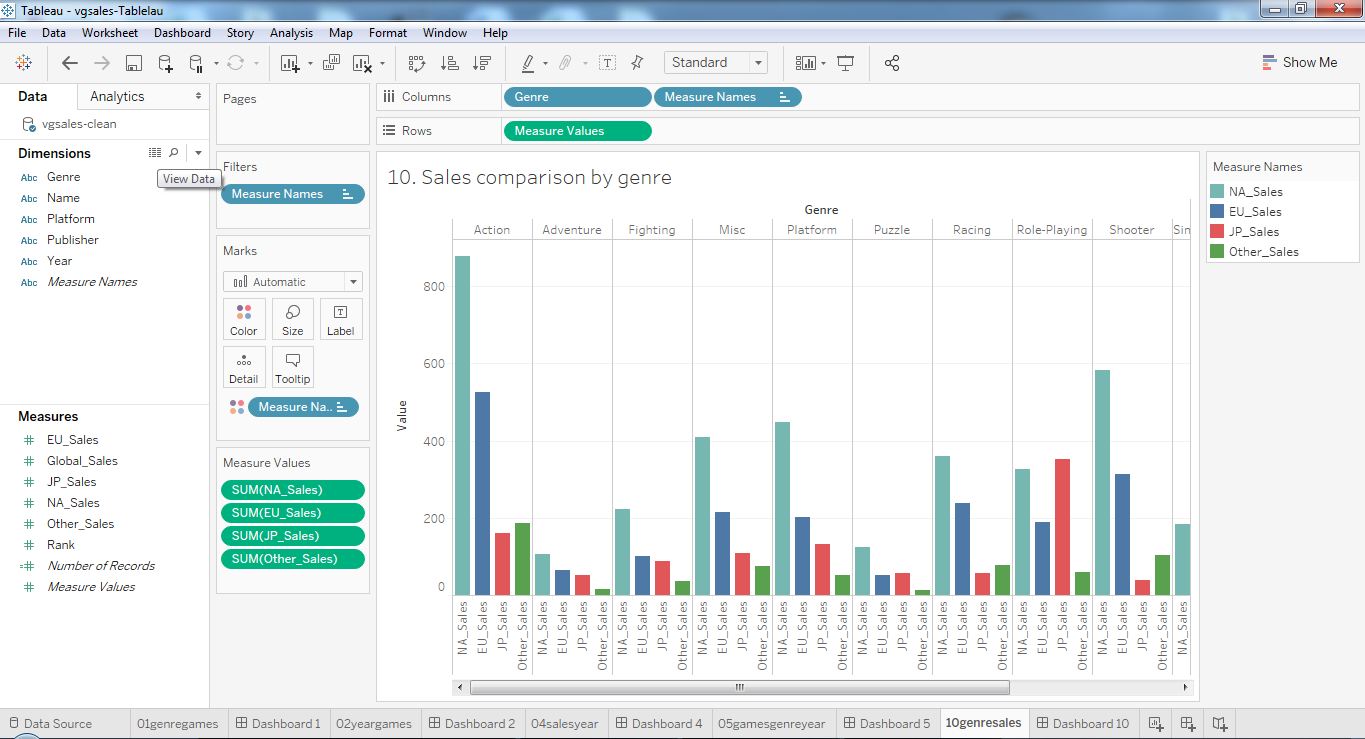 Tableau - vgsales-Tablelau
File Data Worksheet Dashboard Story Analysis Map Format Window Help
Standard
Show Me
Data Analytics
vgsales-clean
Dimensions
View Data
Abc Genre
Abc Name
Abc Platform
Abc Publisher
Abc Year
Abc Measure Names
Measures
EU_Sales
Global_Sales
JP_Sales
NA_Sales
Other_Sales
Rank
Number of Records
Measure Values
Pages
Filters
Measure Names
Marks
Automatic
Color Size Label
Detail Tooltip
Measure Na..
Measure Values
SUM(NA_Sales)
SUM(EU_Sales)
SUM(JP_Sales)
SUM(Other_Sales)
Columns Genre Measure Names
Rows Measure Values
10. Sales comparison by genre
Genre
Action Adventure Fighting Misc Platform Puzzle Racing Role-Playing Shooter Sim
Value
800
600
400
200
0
NA_Sales EU_Sales JP_Sales Other_Sales NA_Sales EU_Sales JP_Sales Other_Sales NA_Sales EU_Sales JP_Sales Other_Sales NA_Sales EU_Sales JP_Sales Other_Sales NA_Sales EU_Sales JP_Sales Other_Sales NA_Sales EU_Sales JP_Sales Other_Sales NA_Sales EU_Sales JP_Sales Other_Sales NA_Sales EU_Sales JP_Sales Other_Sales NA_Sales EU_Sales JP_Sales Other_Sales NA_Sales
Measure Names
NA_Sales
EU_Sales
JP_Sales
Other_Sales
Data Source 01genregames Dashboard 1 02yeargames Dashboard 2 04salesyear Dashboard 4 05gamesgenreyear Dashboard 5 10genresales Dashboard 10